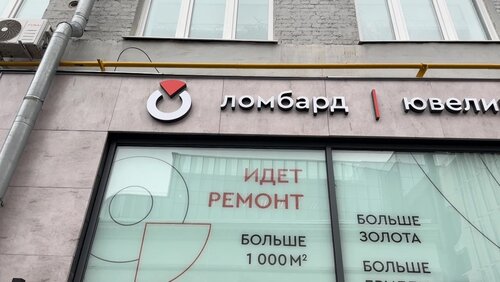 ломбард | ювели
ИДЕТ
РЕМОНТ
БОЛЬШЕ
1 000 М²
БОЛЬШЕ
ЗОЛОТА
БОЛЬШЕ